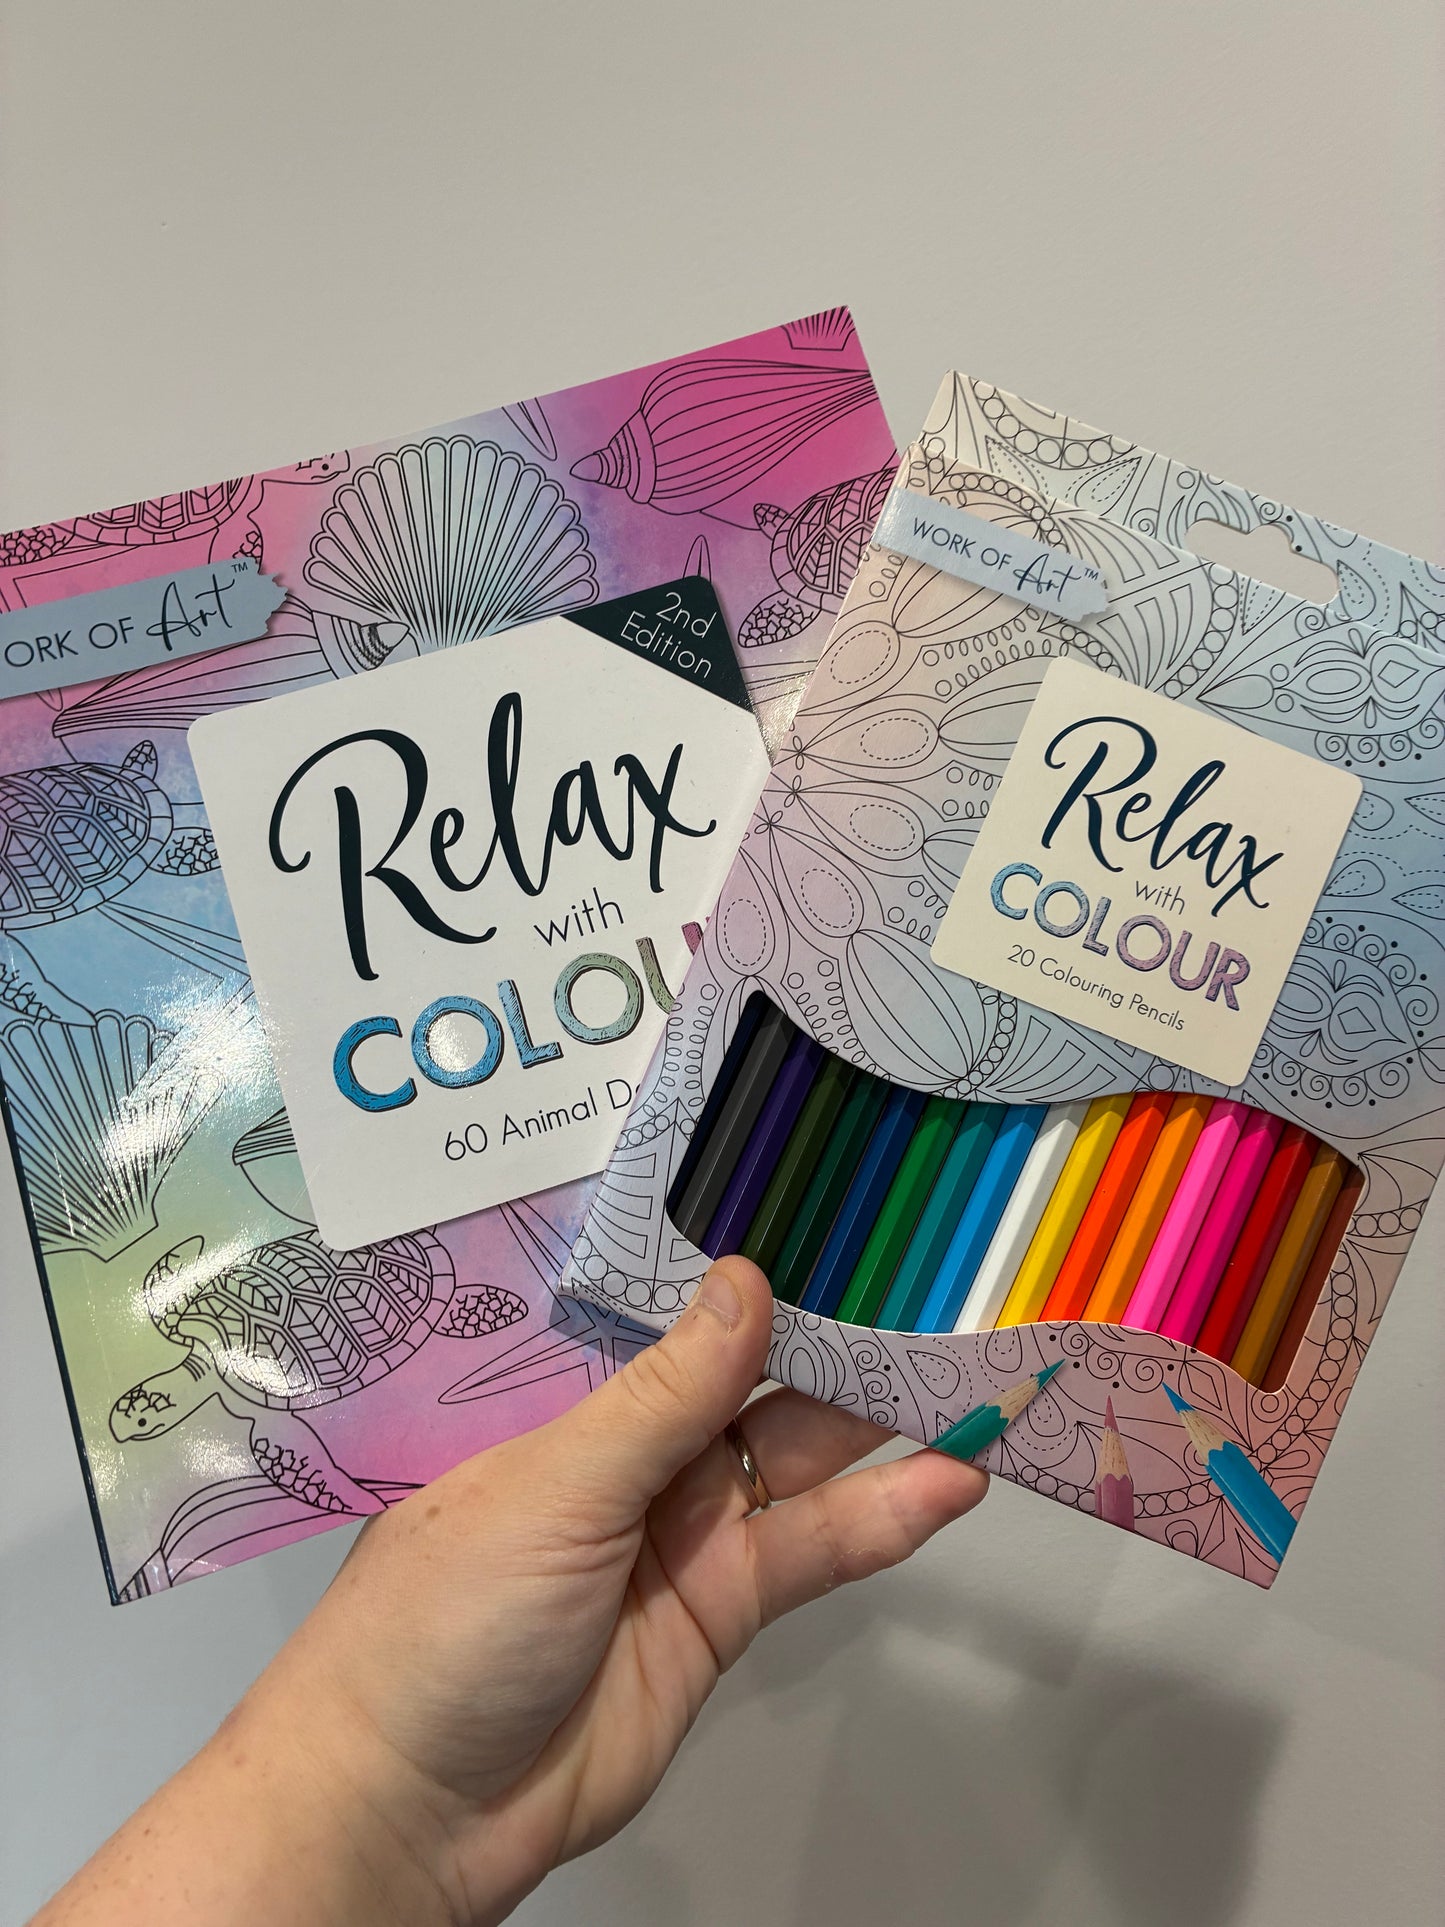 ORK OF Art™
2nd
Edition
Relax
with
COLOU
60 Animal D
WORK OF Art™
Relax
with
COLOUR
20 Colouring Pencils